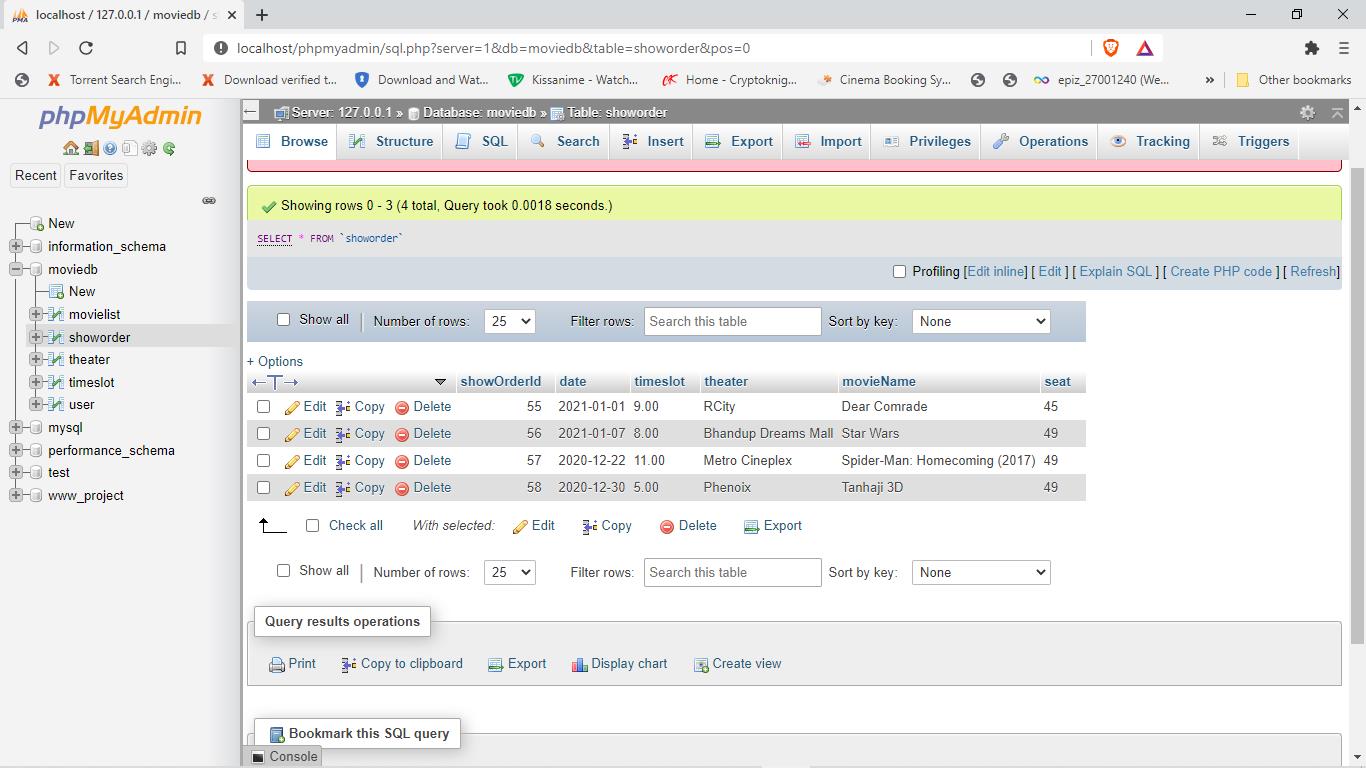 localhost / 127.0.0.1 / moviedb / s
localhost/phpmyadmin/sql.php?server=1&db=moviedb&table=showorder&pos=0
Torrent Search Engi... Download verified t... Download and Wat... Kissanime - Watch... Home - Cryptoknig... Cinema Booking Sy... epiz_27001240 (We... » Other bookmarks
phpMyAdmin
Recent Favorites
New
information_schema
moviedb
New
movielist
showorder
theater
timeslot
user
mysql
performance_schema
test
www_project
Server: 127.0.0.1 » Database: moviedb » Table: showorder
Browse Structure SQL Search Insert Export Import Privileges Operations Tracking Triggers
Showing rows 0 - 3 (4 total, Query took 0.0018 seconds.)
SELECT * FROM `showorder`
Profiling [Edit inline] [ Edit ] [ Explain SQL ] [ Create PHP code ] [ Refresh]
Show all | Number of rows: 25 Filter rows: Search this table Sort by key: None
+ Options
←T→ showOrderId date timeslot theater movieName seat
Edit Copy Delete 55 2021-01-01 9.00 RCity Dear Comrade 45
Edit Copy Delete 56 2021-01-07 8.00 Bhandup Dreams Mall Star Wars 49
Edit Copy Delete 57 2020-12-22 11.00 Metro Cineplex Spider-Man: Homecoming (2017) 49
Edit Copy Delete 58 2020-12-30 5.00 Phenoix Tanhaji 3D 49
Check all With selected: Edit Copy Delete Export
Show all | Number of rows: 25 Filter rows: Search this table Sort by key: None
Query results operations
Print Copy to clipboard Export Display chart Create view
Bookmark this SQL query
Console